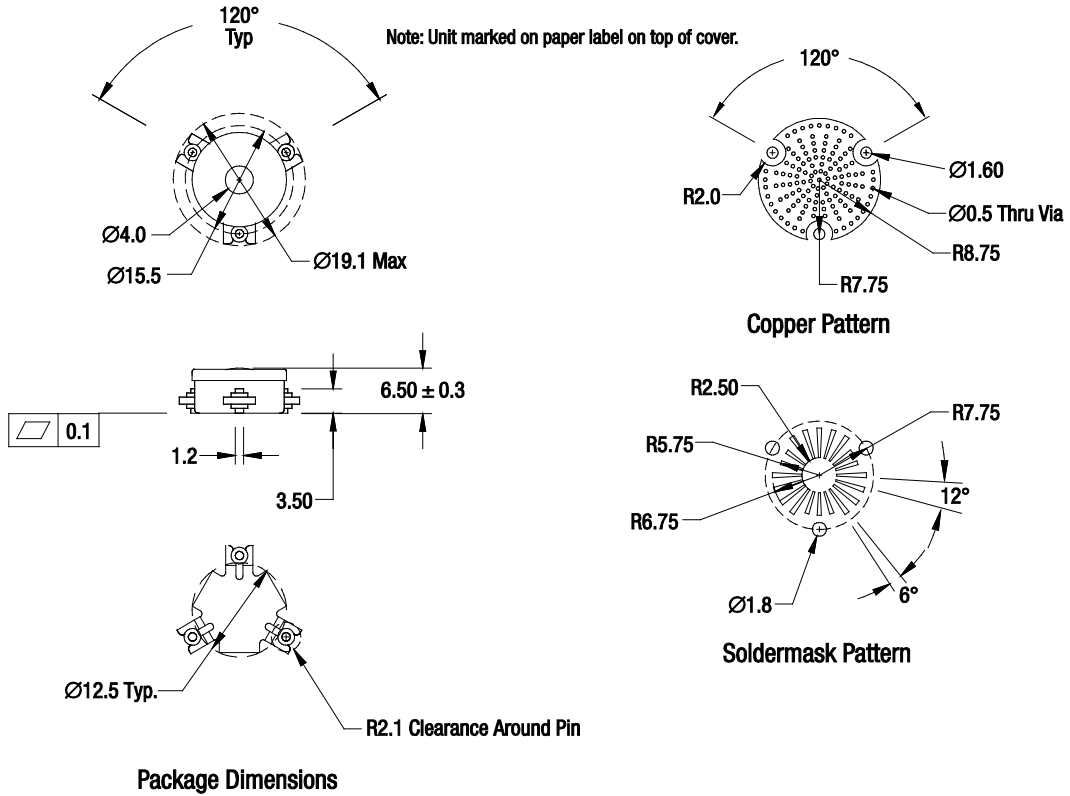 120°
Typ
Note: Unit marked on paper label on top of cover.
Ø4.0
Ø15.5
Ø19.1 Max
120°
R2.0
Ø1.60
Ø0.5 Thru Via
R8.75
R7.75
Copper Pattern
6.50 ± 0.3
0.1
1.2
3.50
R2.50
R7.75
R5.75
R6.75
12°
6°
Ø1.8
Soldermask Pattern
Ø12.5 Typ.
R2.1 Clearance Around Pin
Package Dimensions